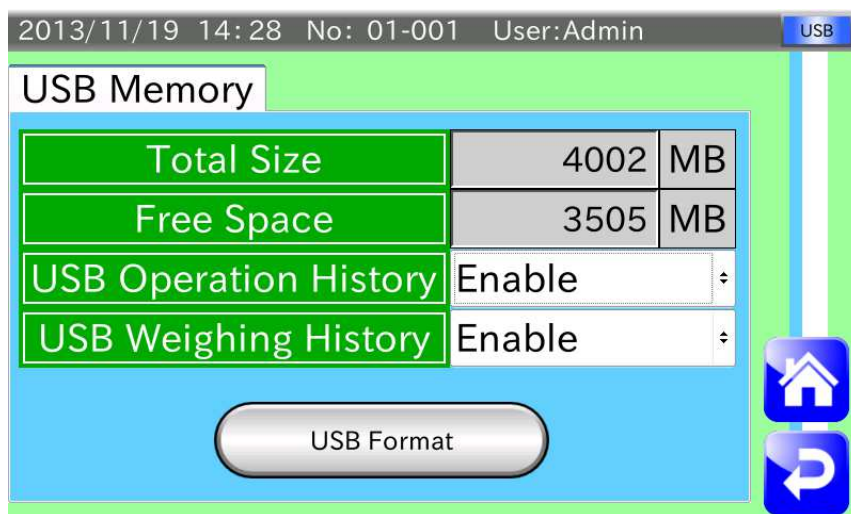 2013/11/19 14:28 No: 01-001 User:Admin USB
USB Memory
Total Size 4002 MB
Free Space 3505 MB
USB Operation History Enable
USB Weighing History Enable
USB Format